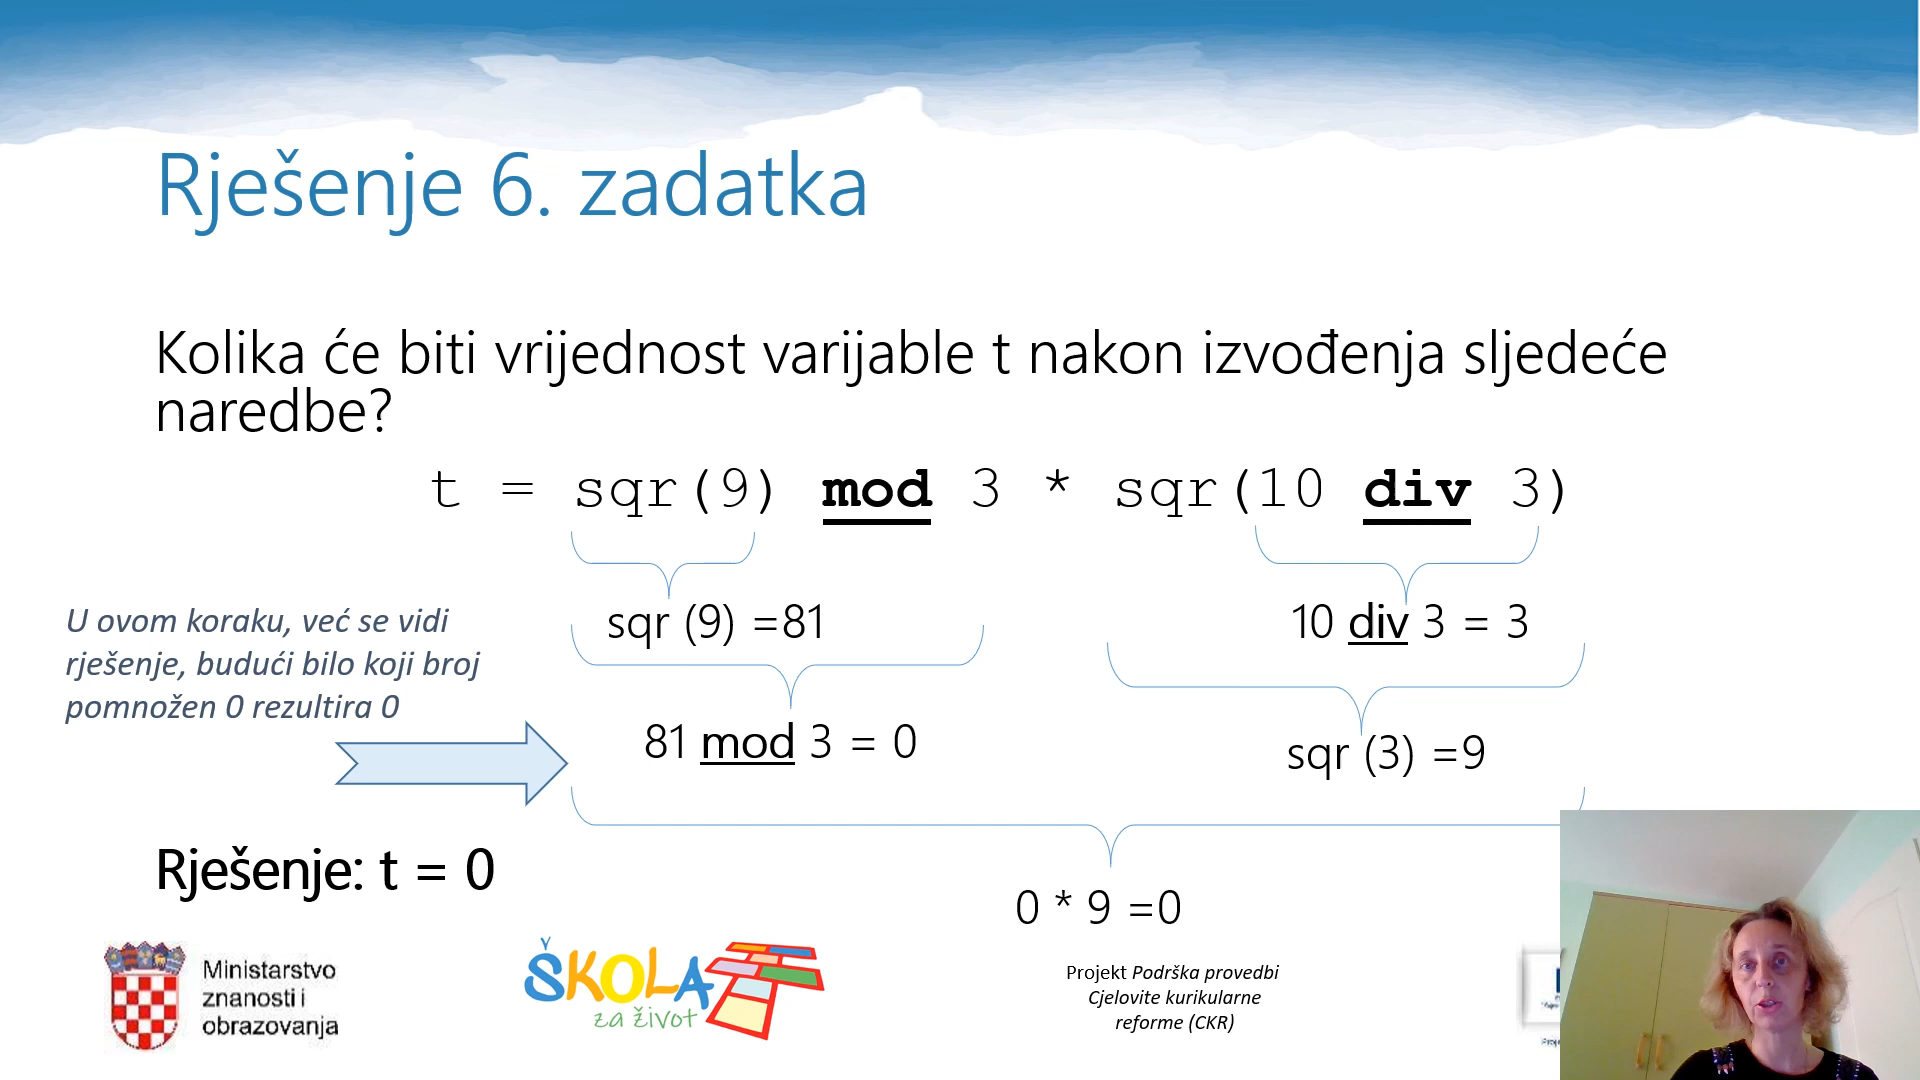 Rješenje 6. zadatka
Kolika će biti vrijednost varijable t nakon izvođenja sljedeće
naredbe?
t = sqr(9) mod 3 * sqr(10 div 3)
U ovom koraku, već se vidi
rješenje, budući bilo koji broj
pomnožen 0 rezultira 0
sqr (9) =81
10 div 3 = 3
81 mod 3 = 0
sqr (3) =9
Rješenje: t = 0
0 * 9 =0
Ministarstvo
znanosti i
obrazovanja
ŠKOLA
za život
Projekt Podrška provedbi
Cjelovite kurikularne
reforme (CKR)